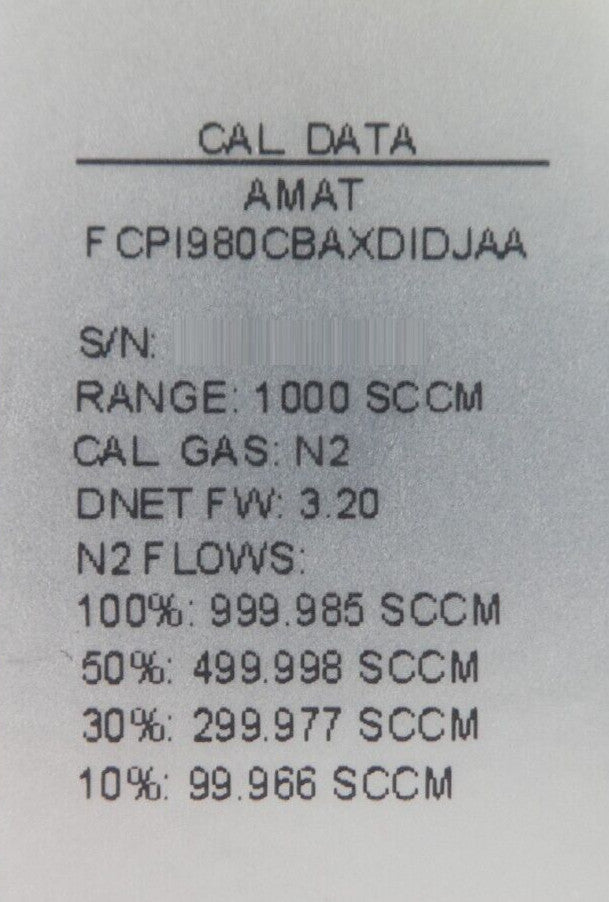 CAL DATA
AMAT
FCPI980CBAXDIDJAA
S/N:
RANGE: 1000 SCCM
CAL GAS: N2
DNET FW: 3.20
N2 FLOWS:
100%: 999.985 SCCM
50%: 499.998 SCCM
30%: 299.977 SCCM
10%: 99.966 SCCM